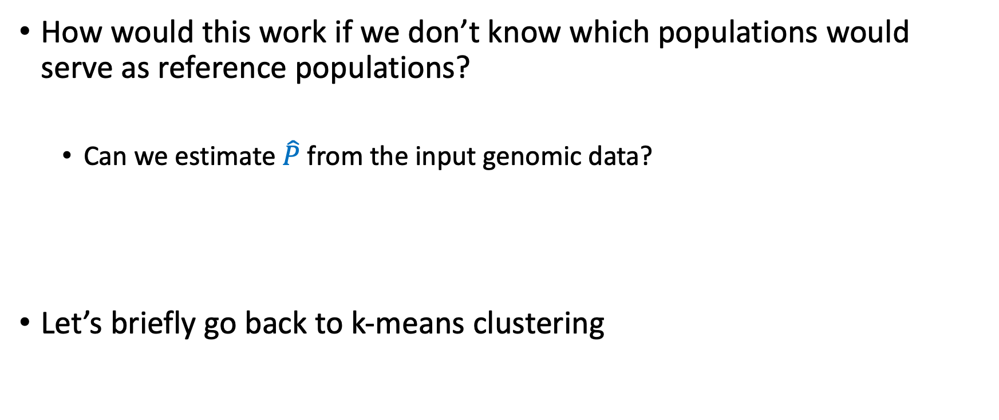 • How would this work if we don’t know which populations would
serve as reference populations?
• Can we estimate P̂ from the input genomic data?
• Let’s briefly go back to k-means clustering